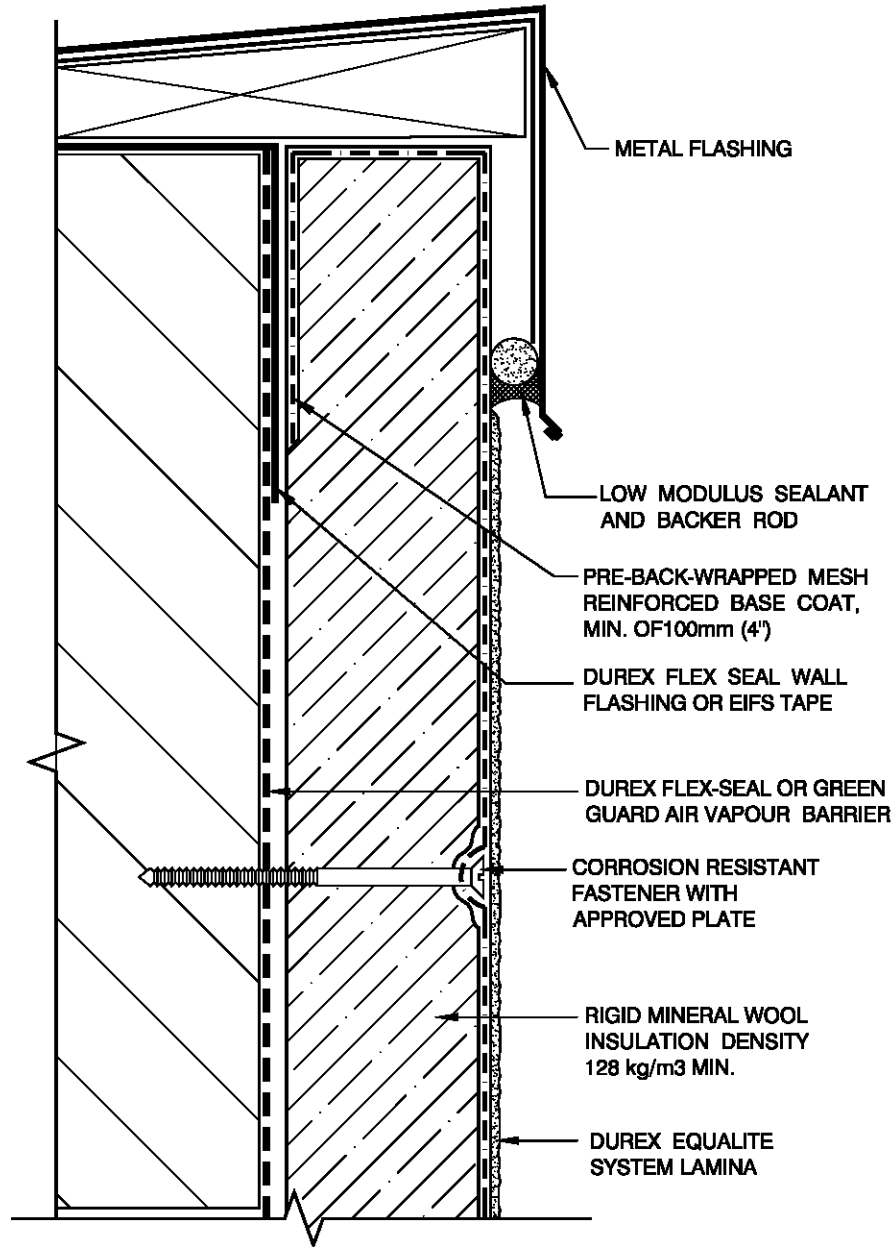 METAL FLASHING
LOW MODULUS SEALANT
AND BACKER ROD
PRE-BACK-WRAPPED MESH
REINFORCED BASE COAT,
MIN. OF100mm (4")
DUREX FLEX SEAL WALL
FLASHING OR EIFS TAPE
DUREX FLEX-SEAL OR GREEN
GUARD AIR VAPOUR BARRIER
CORROSION RESISTANT
FASTENER WITH
APPROVED PLATE
RIGID MINERAL WOOL
INSULATION DENSITY
128 kg/m3 MIN.
DUREX EQUALITE
SYSTEM LAMINA